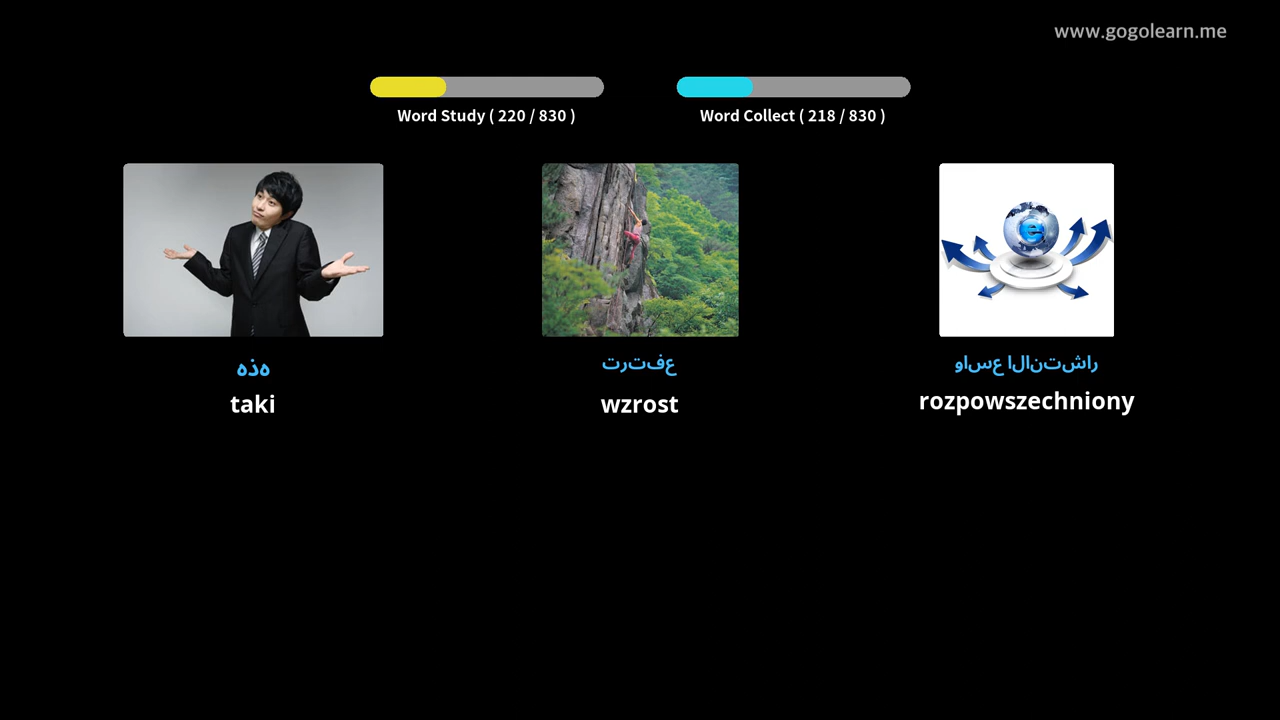 www.gogolearn.me
Word Study ( 220 / 830 )
Word Collect ( 218 / 830 )
هذه
ترتفع
واسع الانتشار
taki
wzrost
rozpowszechniony